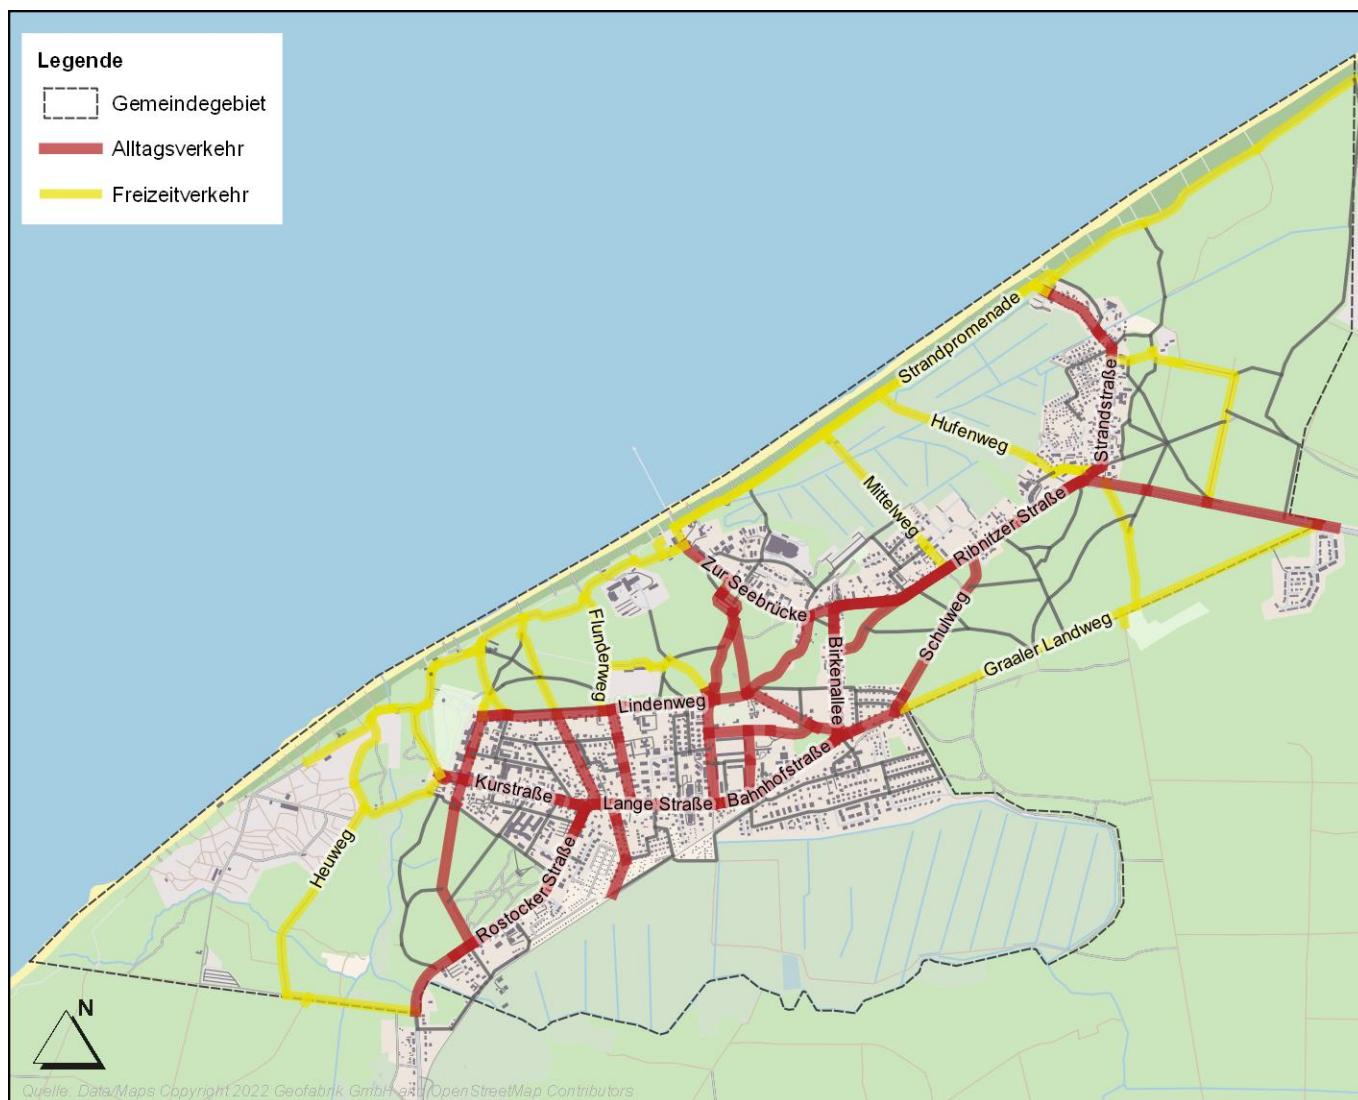 Legende
Gemeindegebiet
Alltagsverkehr
Freizeitverkehr
Strandpromenade
Strandstraße
Hufenweg
Mittelweg
Ribnitzer Straße
Zur Seebrücke
Schulweg
Flunderweg
Birkenallee
Graaler Landweg
Lindenweg
Kurstraße
Lange Straße
Bahnhofstraße
Heuweg
Rostocker Straße
N
Quelle: Data/Maps Copyright 2022 Geofabrik GmbH and OpenStreetMap Contributors